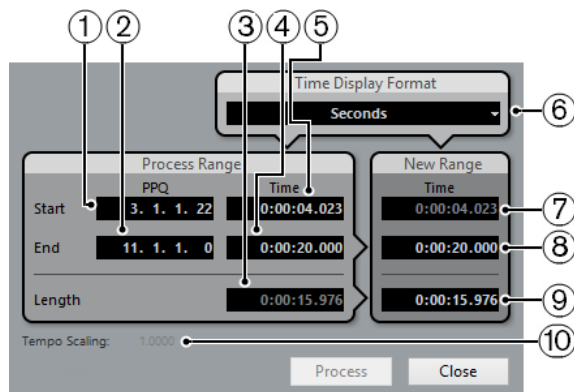 ① ② ③ ④ ⑤
Time Display Format
Seconds ⑥
Process Range New Range
PPQ Time Time
Start 3. 1. 1. 22 0:00:04.023 0:00:04.023 ⑦
End 11. 1. 1. 0 0:00:20.000 0:00:20.000 ⑧
Length 0:00:15.976 0:00:15.976 ⑨
Tempo Scaling: 1.0000 ⑩
Process Close